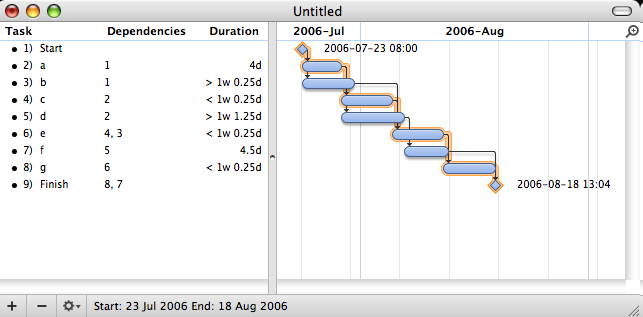 Untitled
Task Dependencies Duration 2006-Jul 2006-Aug
1) Start 2006-07-23 08:00
2) a 1 4d
3) b 1 > 1w 0.25d
4) c 2 < 1w 0.25d
5) d 2 > 1w 1.25d
6) e 4, 3 < 1w 0.25d
7) f 5 4.5d
8) g 6 < 1w 0.25d
9) Finish 8, 7 2006-08-18 13:04
Start: 23 Jul 2006 End: 18 Aug 2006